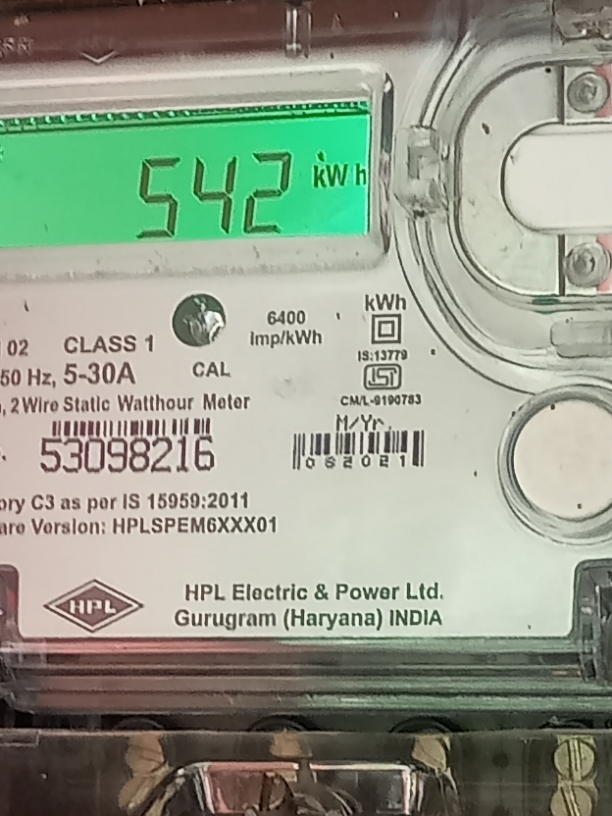 542 kWh
6400 Imp/kWh
kWh
02 CLASS 1
CAL
IS:13779
50 Hz, 5-30A
CM/L-9190783
, 2 Wire Static Watthour Meter
M/Yr.
53098216
082021
ory C3 as per IS 15959:2011
are Version: HPLSPEM6XXX01
HPL
HPL Electric & Power Ltd.
Gurugram (Haryana) INDIA